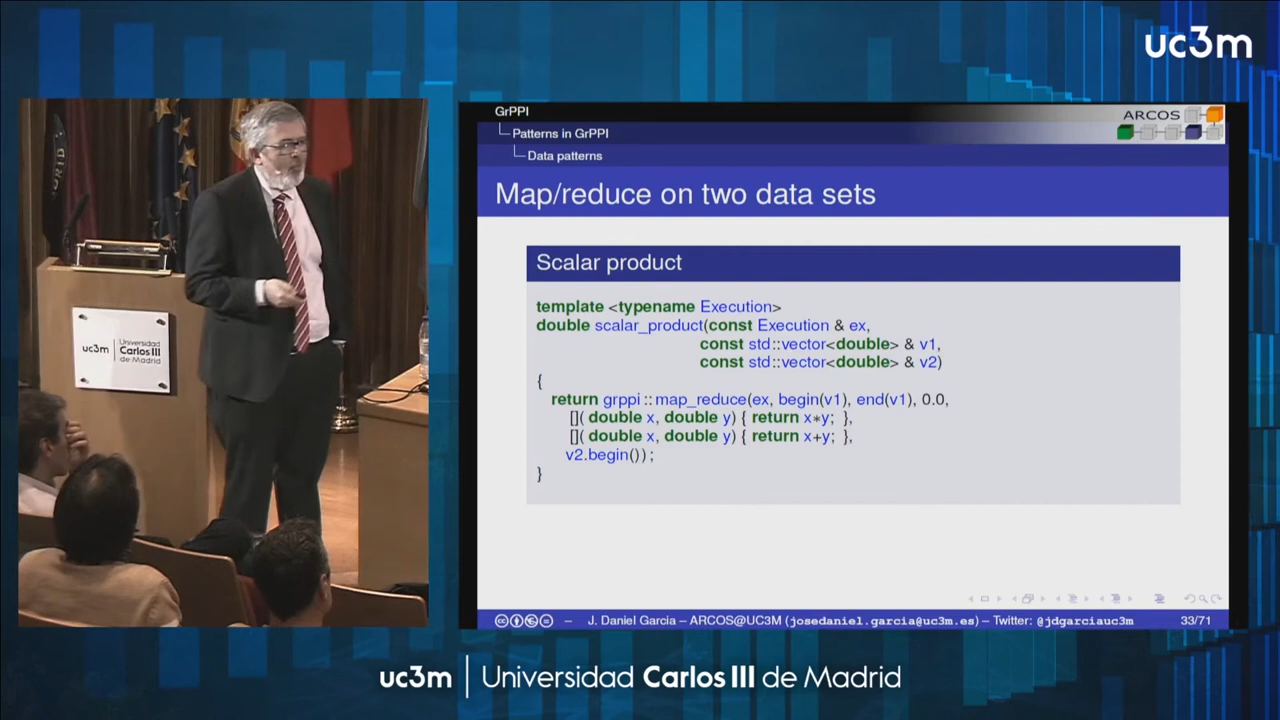 uc3m
GrPPI
Patterns in GrPPI
Data patterns
ARCOS
Map/reduce on two data sets
Scalar product
template <typename Execution>
double scalar_product(const Execution & ex,
const std::vector<double> & v1,
const std::vector<double> & v2)
{
return grppi::map_reduce(ex, begin(v1), end(v1), 0.0,
[](double x, double y) { return x*y; },
[](double x, double y) { return x+y; },
v2.begin());
}
J. Daniel Garcia – ARCOS@UC3M (josedaniel.garcia@uc3m.es) – Twitter: @jdgarciauc3m
33/71
uc3m
Universidad
Carlos III
de Madrid
uc3m | Universidad Carlos III de Madrid